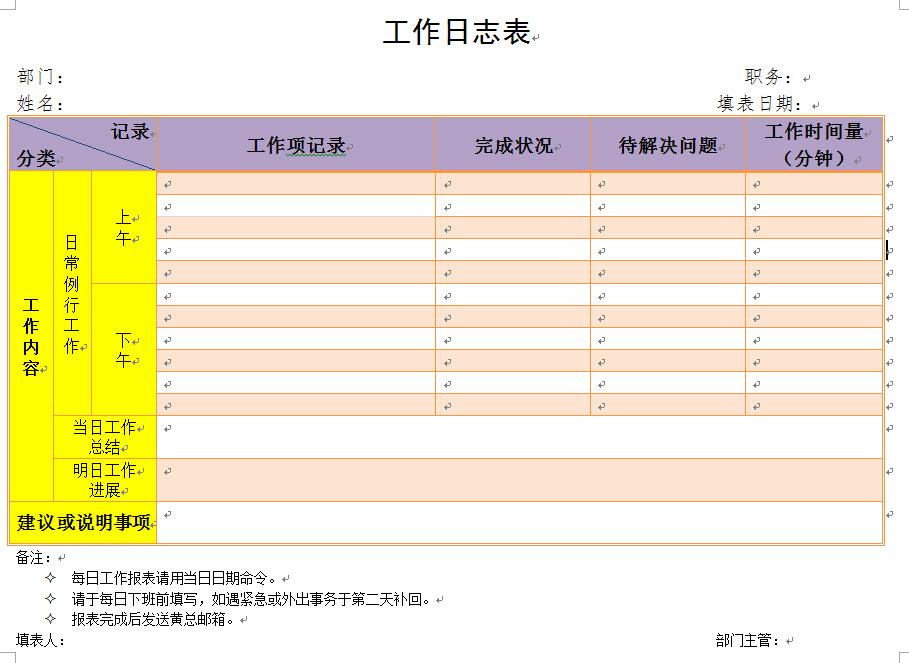 工作日志表
部门： 职务：
姓名： 填表日期：
记录
分类
工作项记录
完成状况
待解决问题
工作时间量
（分钟）
工作内容
日常例行工作
上午
下午
当日工作
总结
明日工作
进展
建议或说明事项
备注：
每日工作报表请用当日日期命令。
请于每日下班前填写，如遇紧急或外出事务于第二天补回。
报表完成后发送黄总邮箱。
填表人： 部门主管：